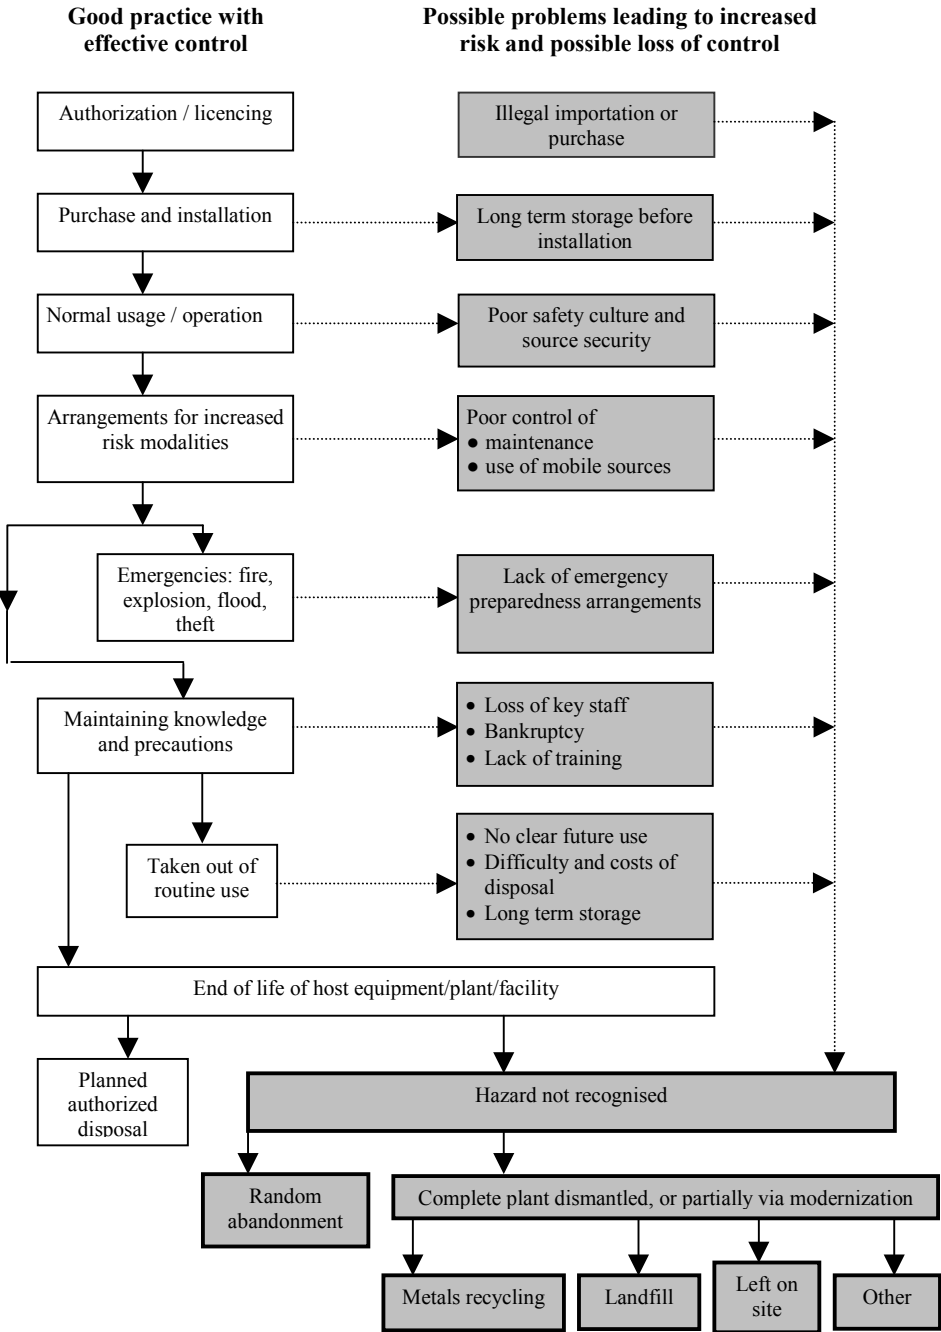 Good practice with
effective control
Possible problems leading to increased
risk and possible loss of control
Authorization / licencing
Illegal importation or
purchase
Purchase and installation
Long term storage before
installation
Normal usage / operation
Poor safety culture and
source security
Arrangements for increased
risk modalities
Poor control of
● maintenance
● use of mobile sources
Emergencies: fire,
explosion, flood,
theft
Lack of emergency
preparedness arrangements
Maintaining knowledge
and precautions
• Loss of key staff
• Bankruptcy
• Lack of training
Taken out of
routine use
• No clear future use
• Difficulty and costs of
disposal
• Long term storage
End of life of host equipment/plant/facility
Planned
authorized
disposal
Hazard not recognised
Random
abandonment
Complete plant dismantled, or partially via modernization
Metals recycling
Landfill
Left on
site
Other